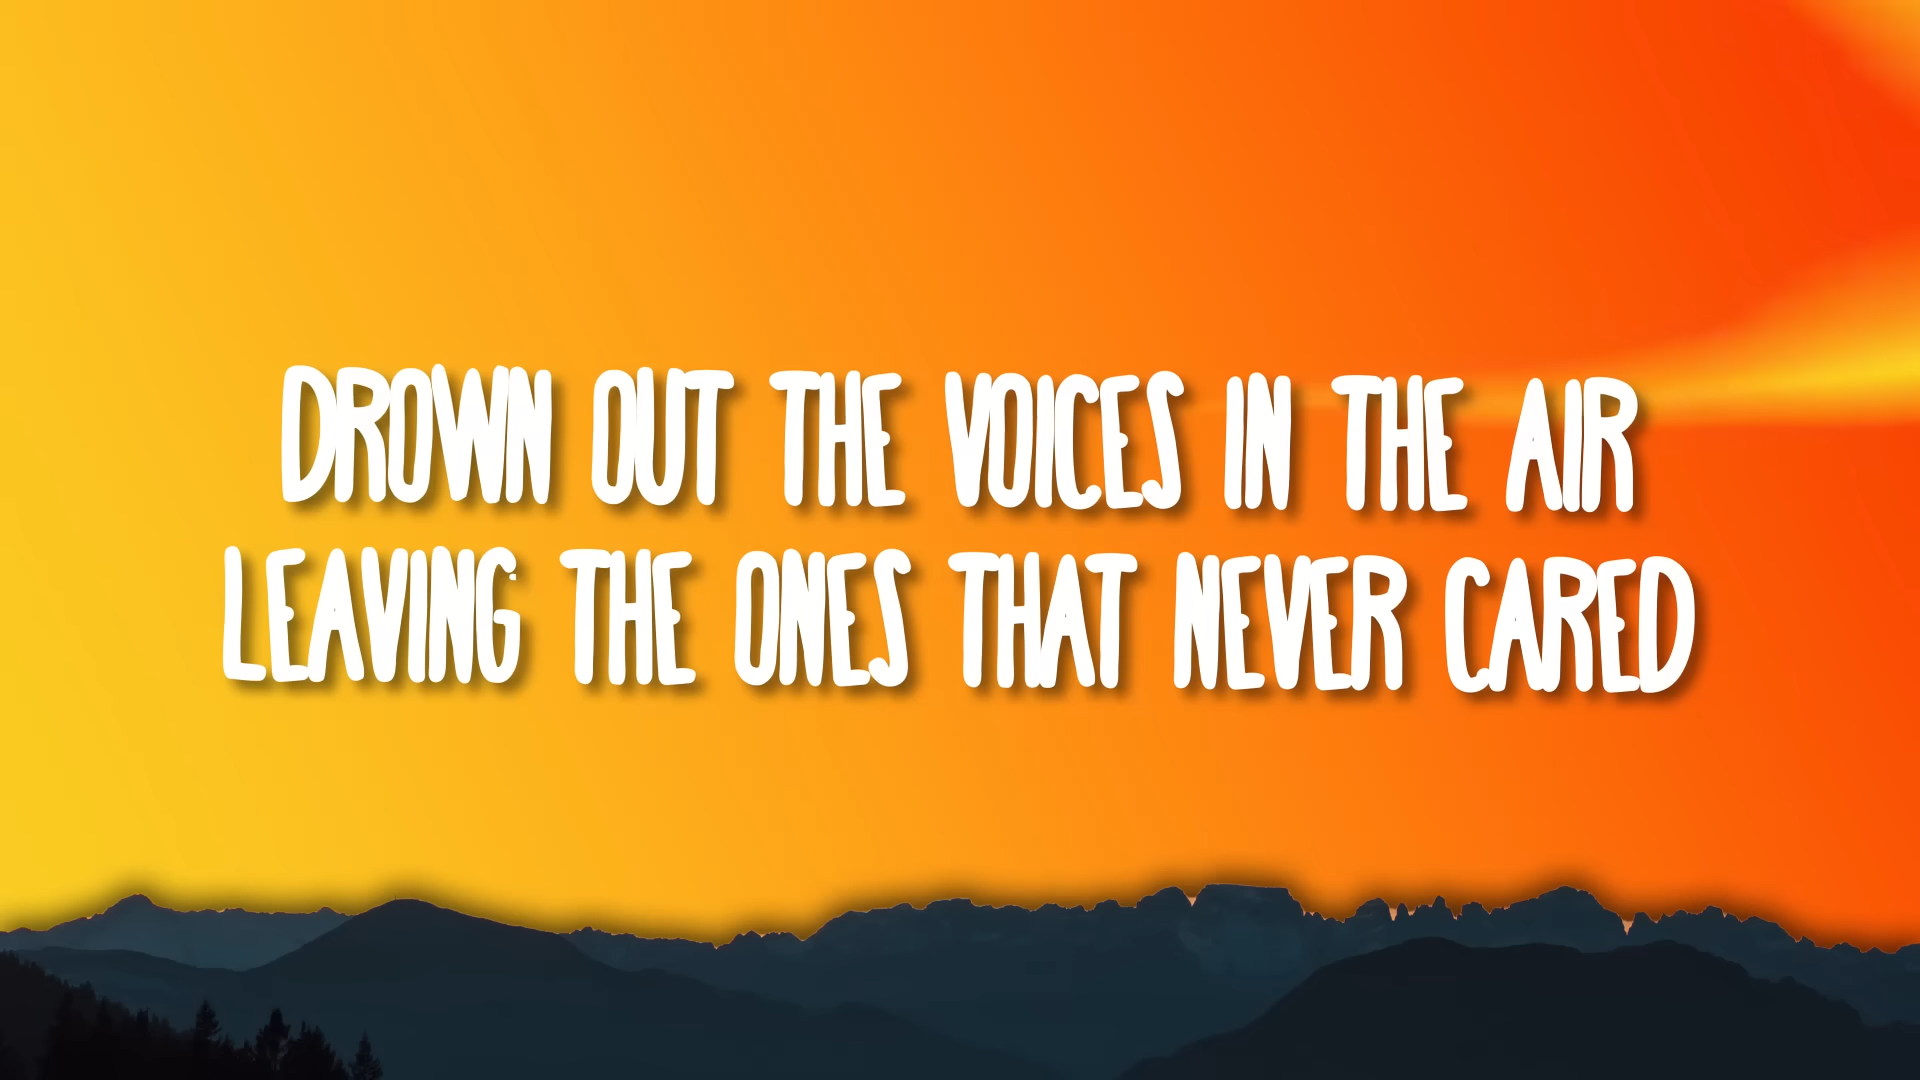 DROWN OUT THE VOICES IN THE AIR
LEAVING THE ONES THAT NEVER CARED